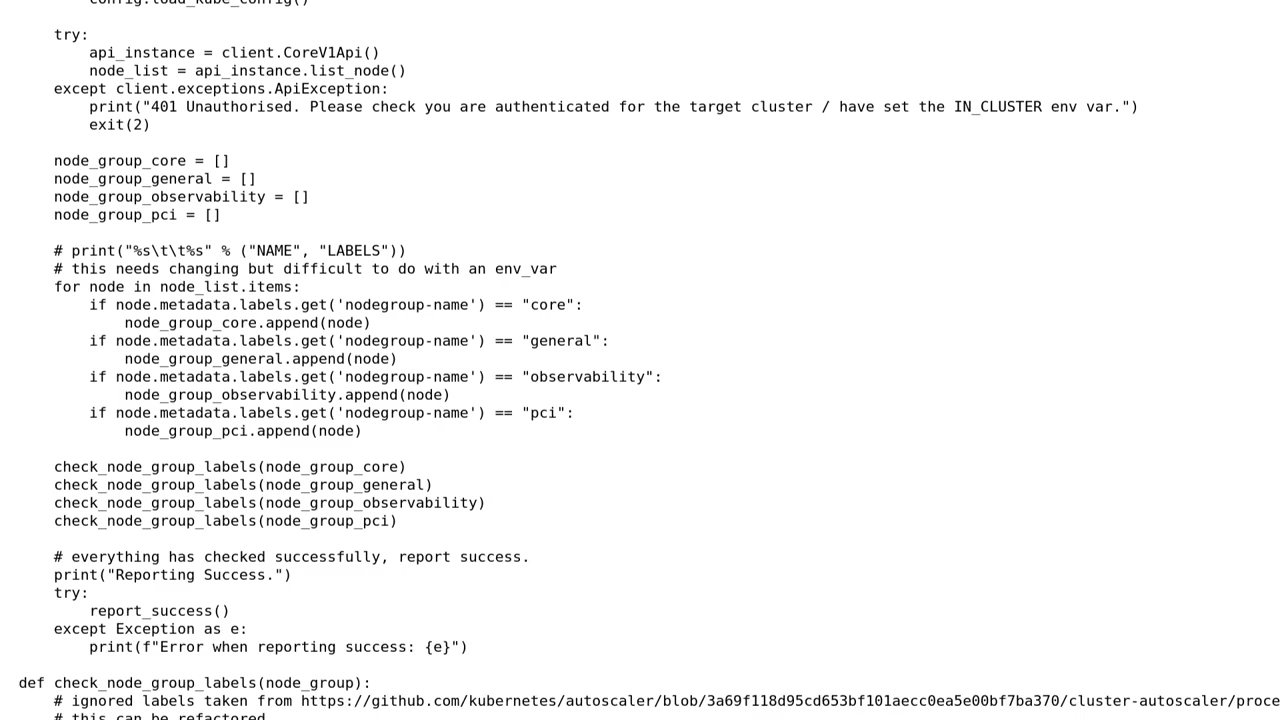 config.load_kube_config()
try:
api_instance = client.CoreV1Api()
node_list = api_instance.list_node()
except client.exceptions.ApiException:
print("401 Unauthorised. Please check you are authenticated for the target cluster / have set the IN_CLUSTER env var.")
exit(2)
node_group_core = []
node_group_general = []
node_group_observability = []
node_group_pci = []
# print("%s\t\t%s" % ("NAME", "LABELS"))
# this needs changing but difficult to do with an env_var
for node in node_list.items:
if node.metadata.labels.get('nodegroup-name') == "core":
node_group_core.append(node)
if node.metadata.labels.get('nodegroup-name') == "general":
node_group_general.append(node)
if node.metadata.labels.get('nodegroup-name') == "observability":
node_group_observability.append(node)
if node.metadata.labels.get('nodegroup-name') == "pci":
node_group_pci.append(node)
check_node_group_labels(node_group_core)
check_node_group_labels(node_group_general)
check_node_group_labels(node_group_observability)
check_node_group_labels(node_group_pci)
# everything has checked successfully, report success.
print("Reporting Success.")
try:
report_success()
except Exception as e:
print(f"Error when reporting success: {e}")
def check_node_group_labels(node_group):
# ignored labels taken from https://github.com/kubernetes/autoscaler/blob/3a69f118d95cd653bf101aecc0ea5e00bf7ba370/cluster-autoscaler/proce
# this can be refactored